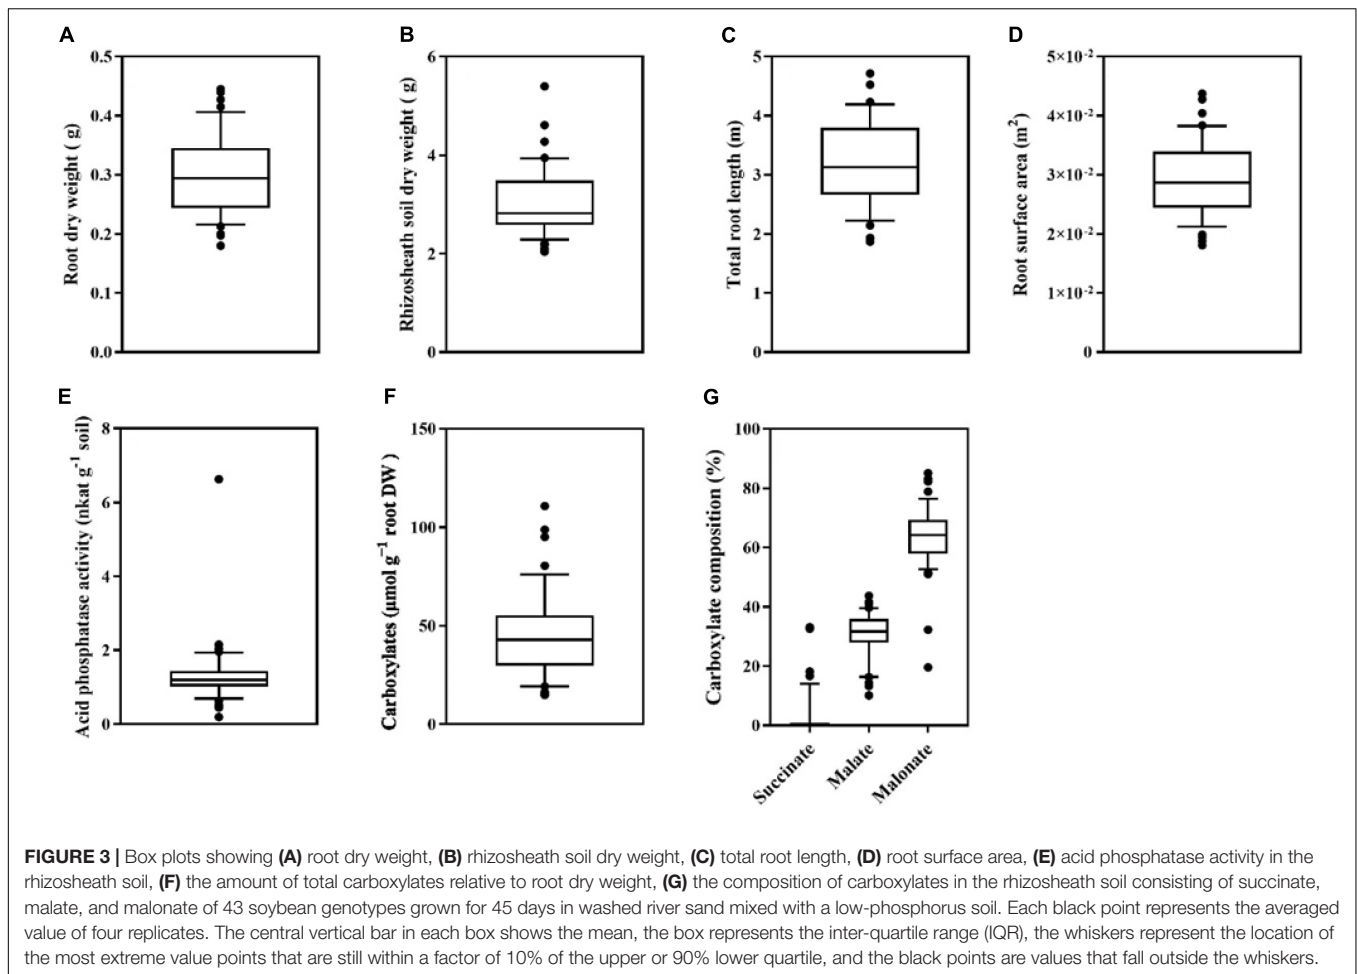 A
B
C
D
0.5
0.4
0.3
0.2
0.1
0.0
Root dry weight ( g)
6
4
2
0
Rhizosheath soil dry weight ( g)
5
4
3
2
1
0
Total root length (m)
5×10⁻²
4×10⁻²
3×10⁻²
2×10⁻²
1×10⁻²
0
Root surface area (m²)
E
F
G
8
6
4
2
0
Acid phosphatase activity (nkat g⁻¹ soil)
150
100
50
0
Carboxylates (µmol g⁻¹ root DW)
100
80
60
40
20
0
Carboxylate composition (%)
Succinate
Malate
Malonate
FIGURE 3 | Box plots showing (A) root dry weight, (B) rhizosheath soil dry weight, (C) total root length, (D) root surface area, (E) acid phosphatase activity in the
rhizosheath soil, (F) the amount of total carboxylates relative to root dry weight, (G) the composition of carboxylates in the rhizosheath soil consisting of succinate,
malate, and malonate of 43 soybean genotypes grown for 45 days in washed river sand mixed with a low-phosphorus soil. Each black point represents the averaged
value of four replicates. The central vertical bar in each box shows the mean, the box represents the inter-quartile range (IQR), the whiskers represent the location of
the most extreme value points that are still within a factor of 10% of the upper or 90% lower quartile, and the black points are values that fall outside the whiskers.